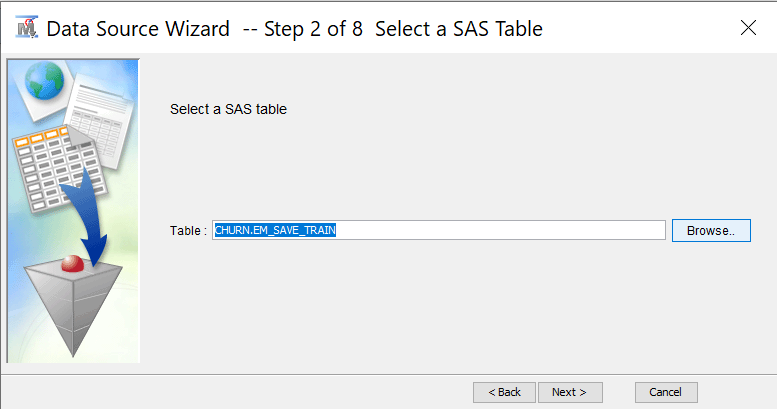 Data Source Wizard -- Step 2 of 8 Select a SAS Table
Select a SAS table
Table : CHURN.EM_SAVE_TRAIN Browse..
< Back Next > Cancel